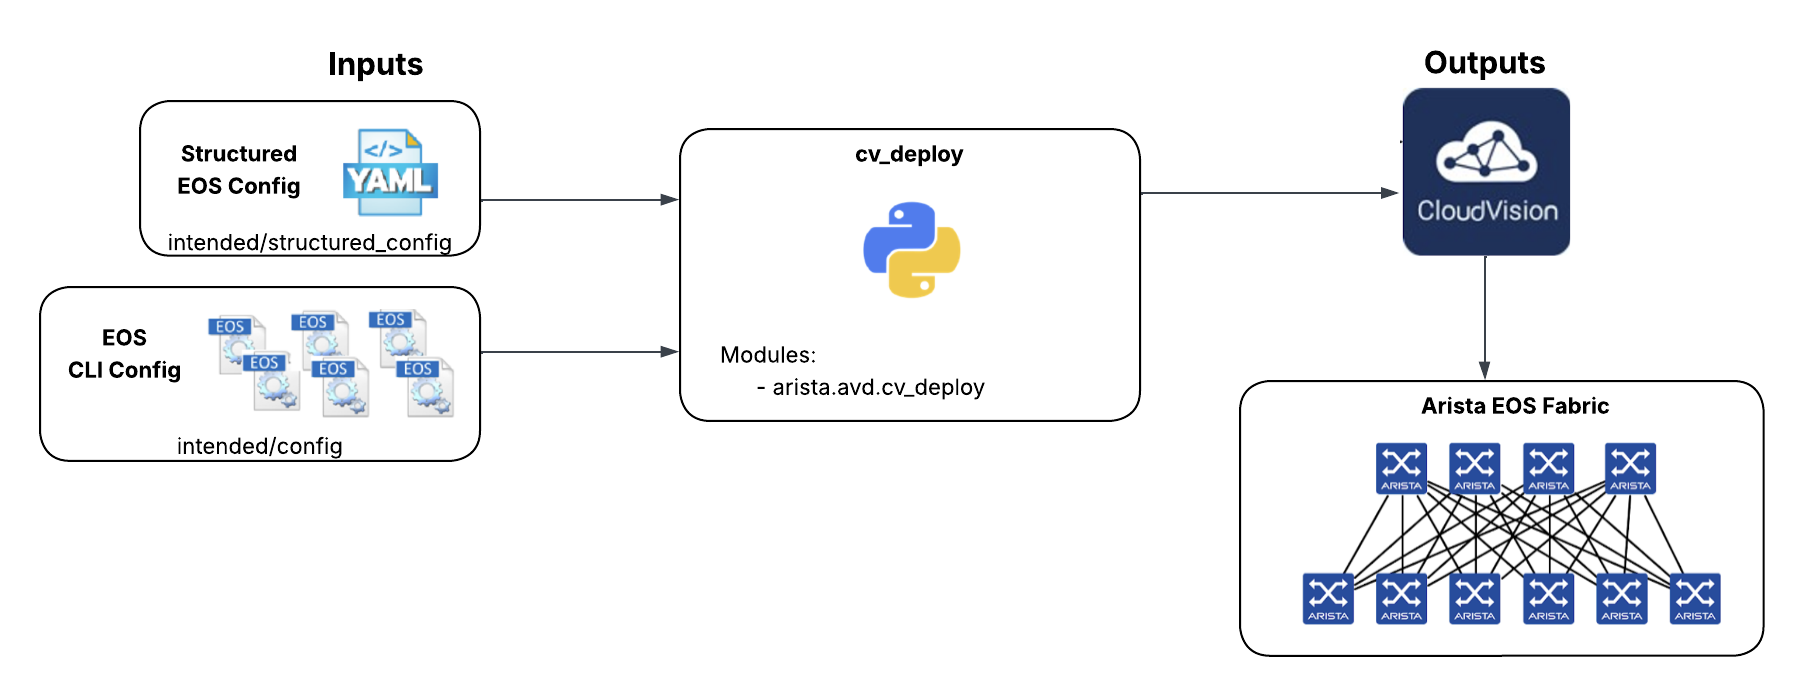 Inputs
Structured
EOS Config
</>
YAML
intended/structured_config
EOS
CLI Config
EOS
EOS
EOS
EOS
EOS
EOS
intended/config
cv_deploy
Modules:
- arista.avd.cv_deploy
Outputs
CloudVision
Arista EOS Fabric
ARISTA
ARISTA
ARISTA
ARISTA
ARISTA
ARISTA
ARISTA
ARISTA
ARISTA
ARISTA